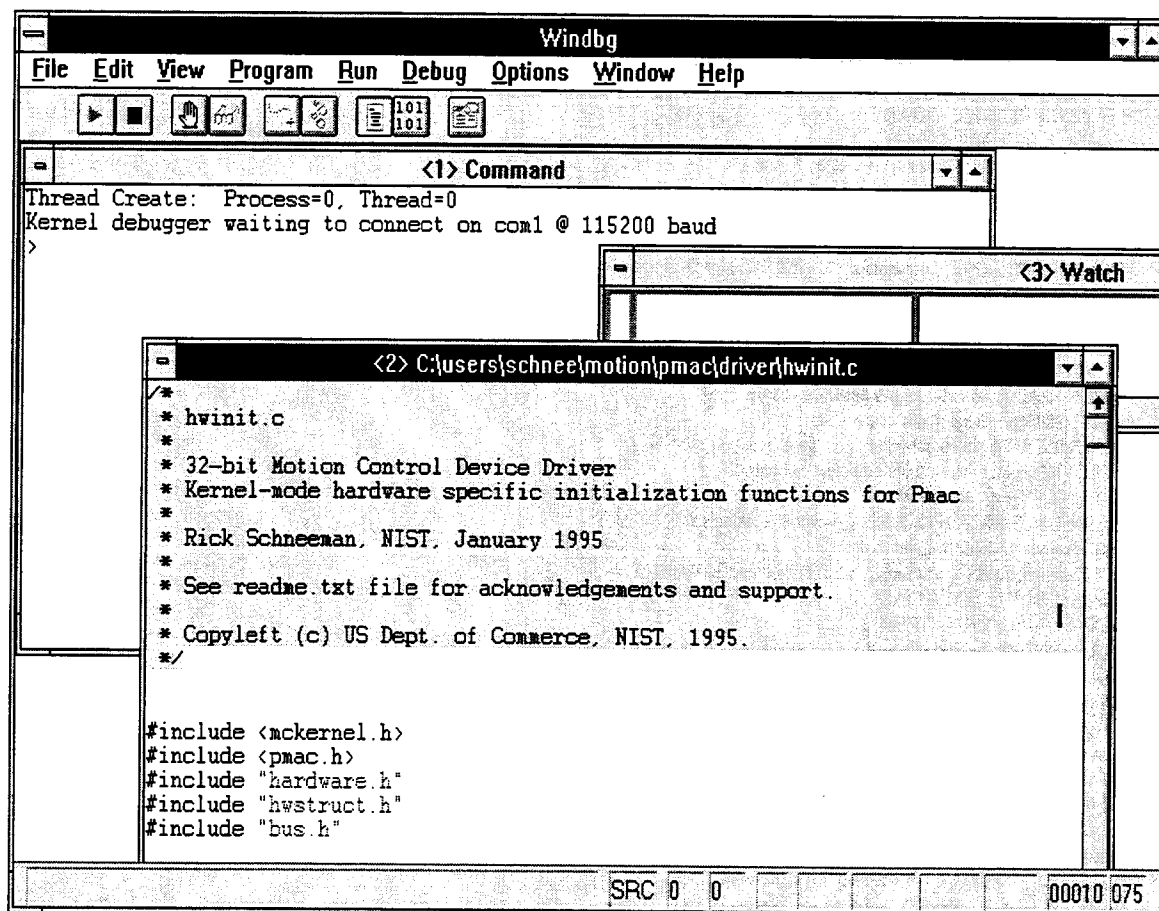 Windbg
File Edit View Program Run Debug Options Window Help
101
101
<1> Command
Thread Create:  Process=0, Thread=0
Kernel debugger waiting to connect on com1 @ 115200 baud
>
<3> Watch
<2> C:\users\schnee\motion\pmac\driver\hwinit.c
/*
* hwinit.c
*
* 32-bit Motion Control Device Driver
* Kernel-mode hardware specific initialization functions for Pmac
*
* Rick Schneeman, NIST, January 1995
*
* See readme.txt file for acknowledgements and support.
*
* Copyleft (c) US Dept. of Commerce, NIST, 1995.
*/
#include <mckernel.h>
#include <pmac.h>
#include "hardware.h"
#include "hwstruct.h"
#include "bus.h"
SRC 0 0 00010 075